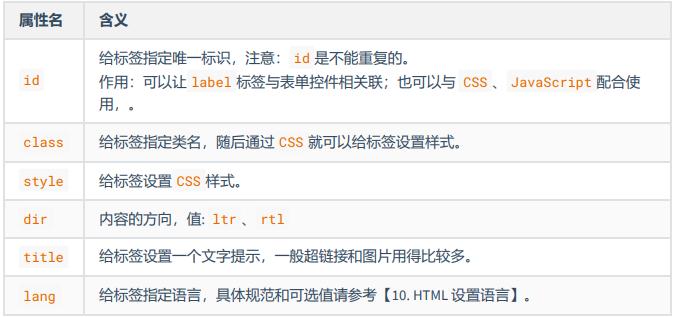 属性名 含义
id 给标签指定唯一标识，注意：id是不能重复的。
作用：可以让 label 标签与表单控件相关联；也可以与 CSS 、 JavaScript 配合使
用，。
class 给标签指定类名，随后通过 CSS 就可以给标签设置样式。
style 给标签设置 CSS 样式。
dir 内容的方向，值: ltr 、 rtl
title 给标签设置一个文字提示，一般超链接和图片用得比较多。
lang 给标签指定语言，具体规范和可选值请参考【10. HTML 设置语言】。